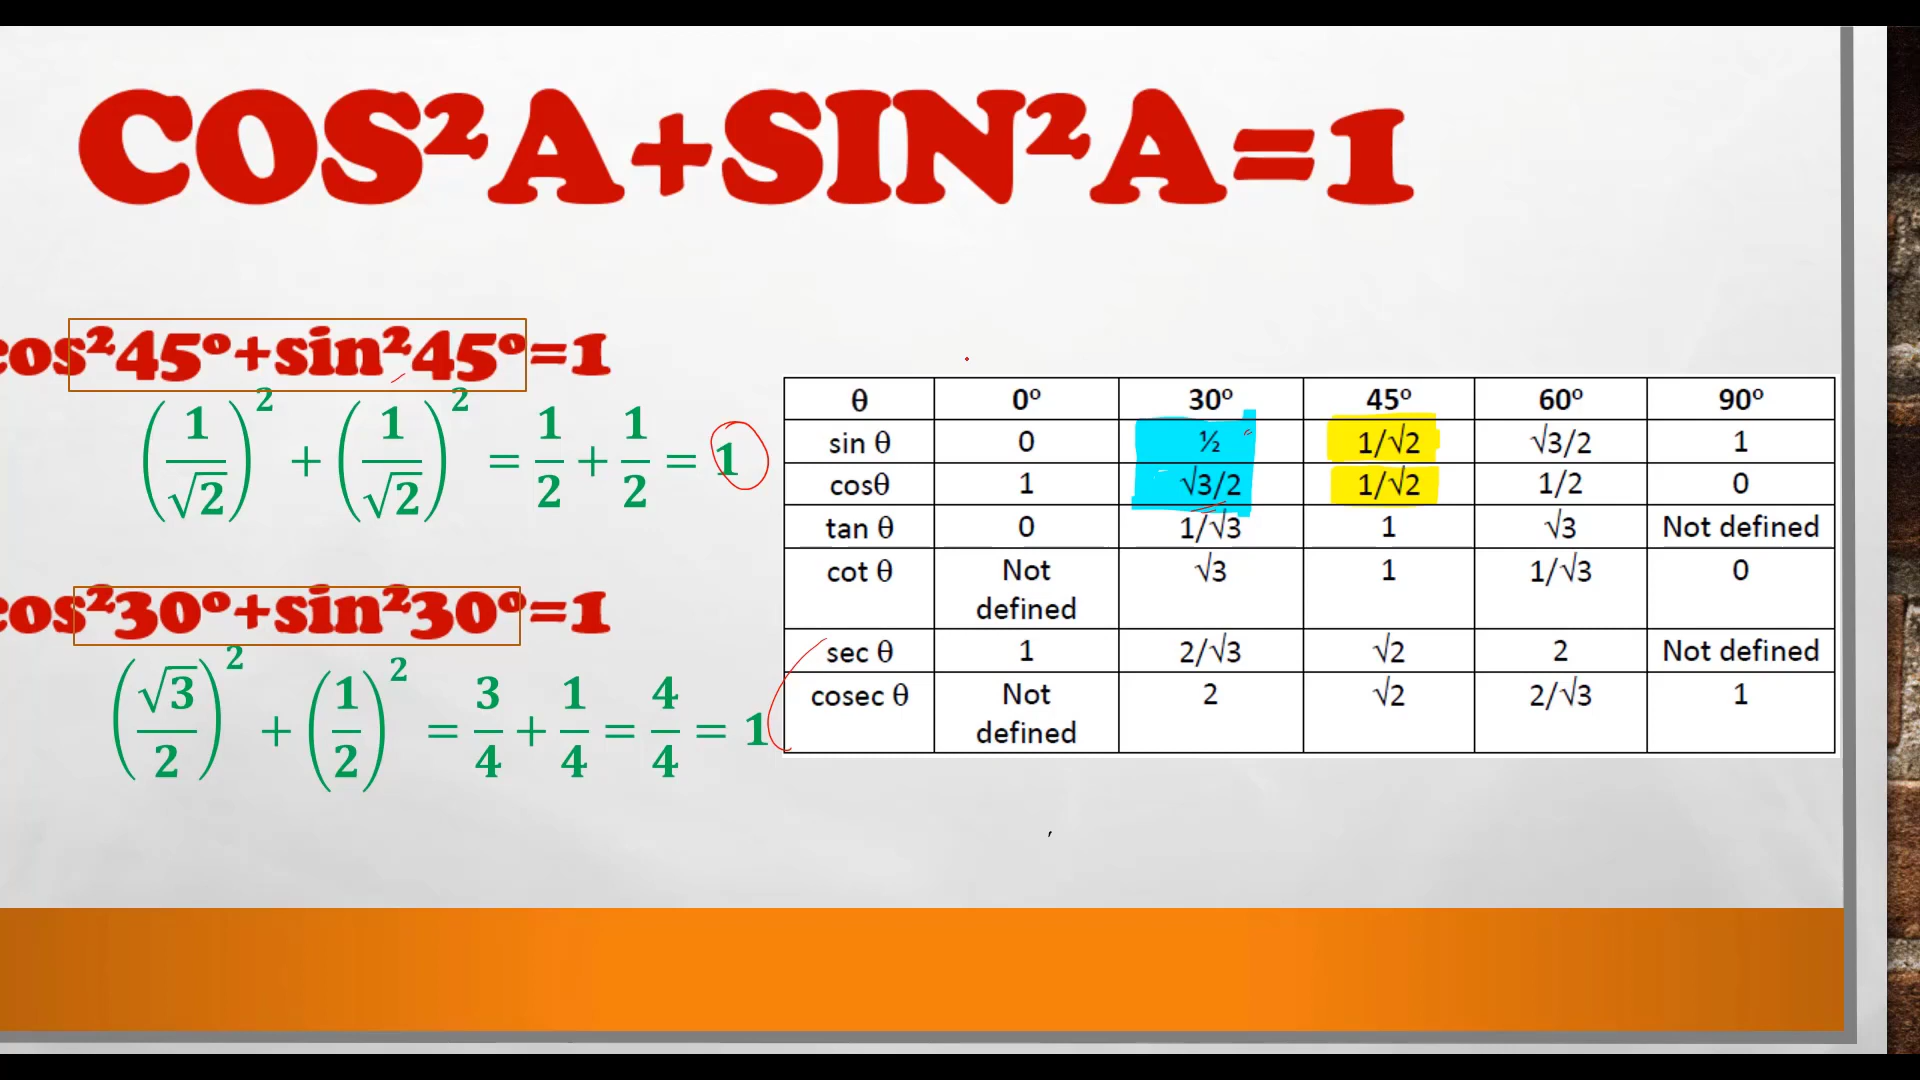 COS²A+SIN²A=1
cos²45°+sin²45°=1
(1/√2)² + (1/√2)² = 1/2 + 1/2 = 1
cos²30°+sin²30°=1
(√3/2)² + (1/2)² = 3/4 + 1/4 = 4/4 = 1
θ 0° 30° 45° 60° 90°
sin θ 0 ½ 1/√2 √3/2 1
cosθ 1 √3/2 1/√2 1/2 0
tan θ 0 1/√3 1 √3 Not defined
cot θ Not defined √3 1 1/√3 0
sec θ 1 2/√3 √2 2 Not defined
cosec θ Not defined 2 √2 2/√3 1